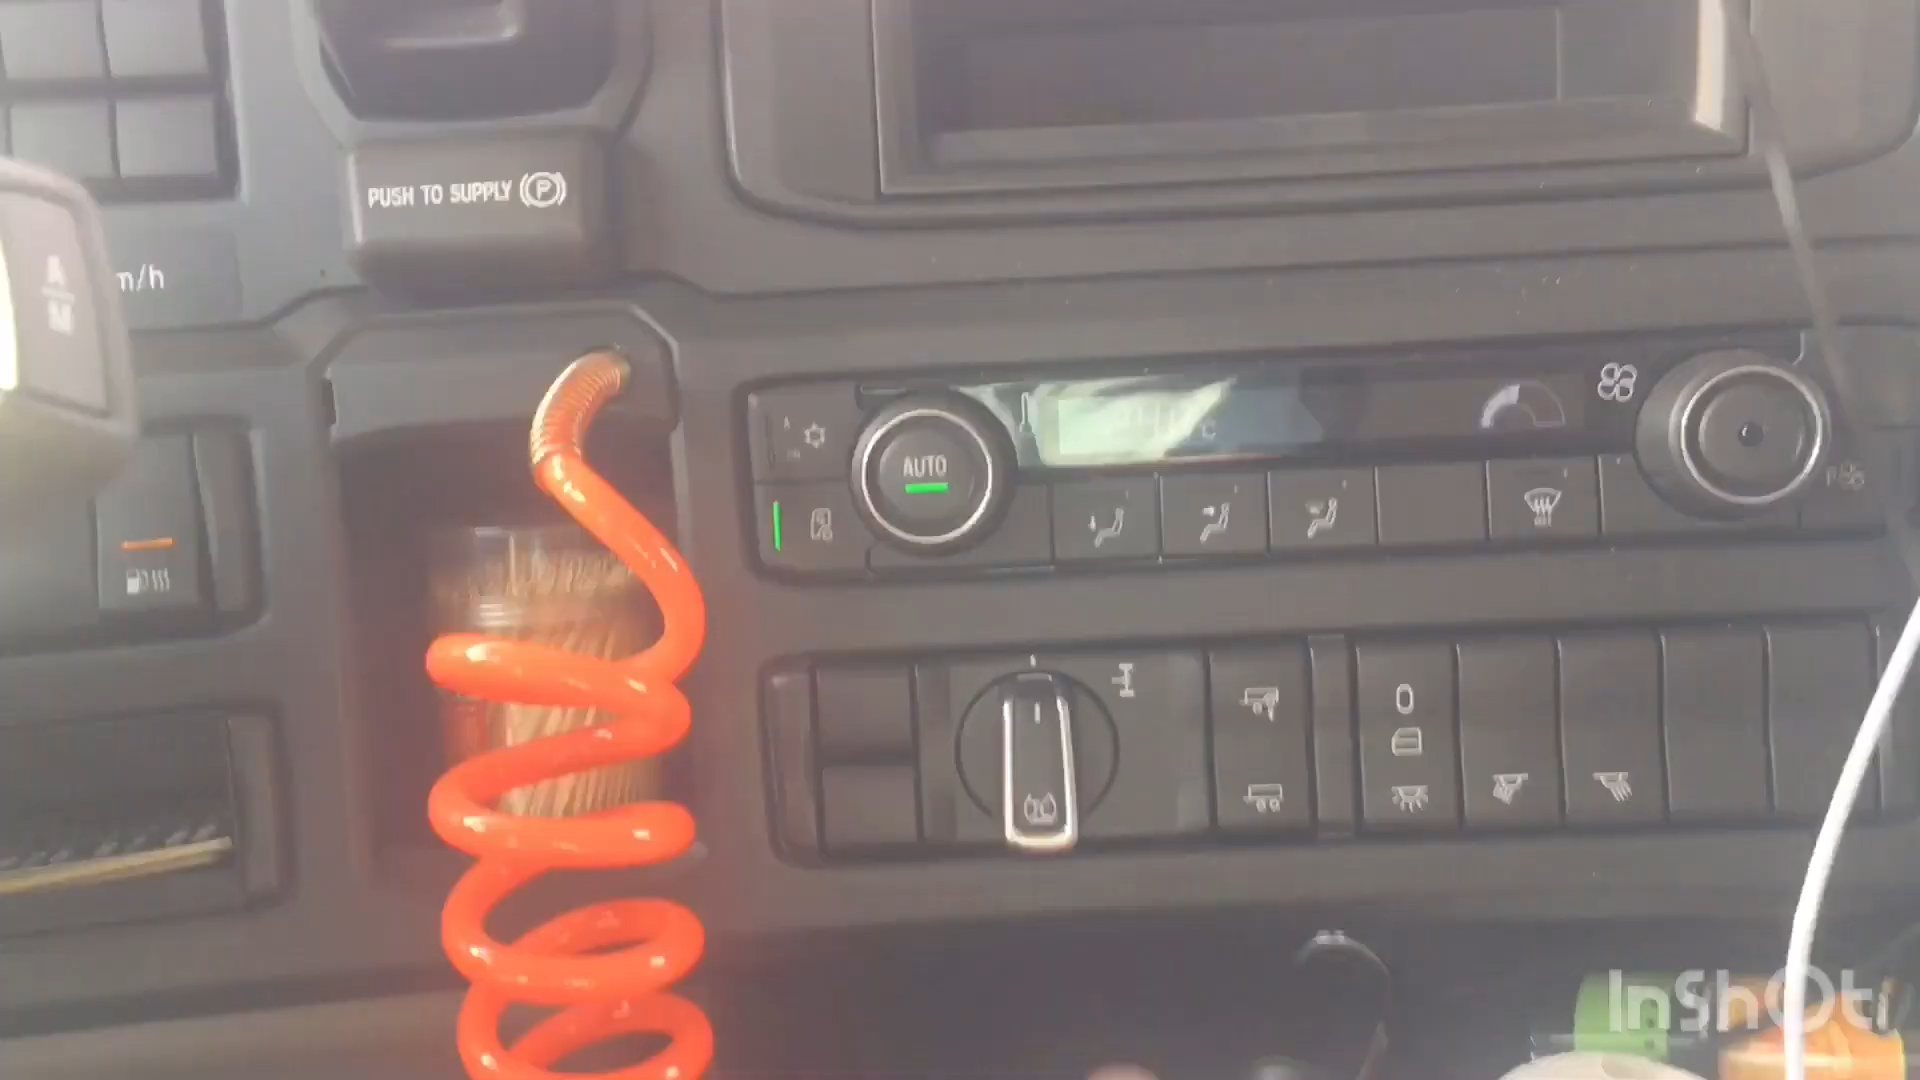 PUSH TO SUPPLY (P)
A
M
m/h
AUTO
C
InShOt